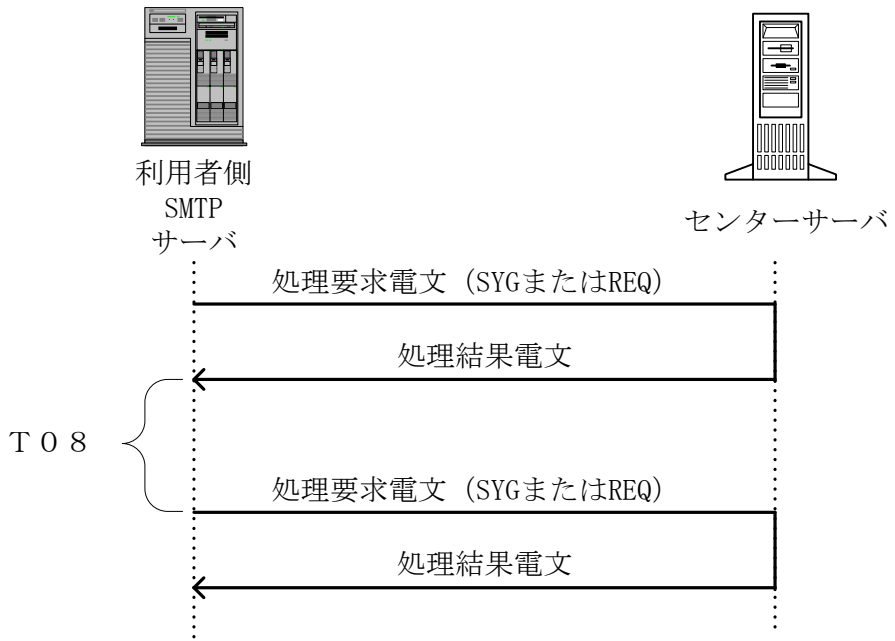 利用者側
SMTP
サーバ
センターサーバ
処理要求電文（SYGまたはREQ）
処理結果電文
Ｔ０８
処理要求電文（SYGまたはREQ）
処理結果電文